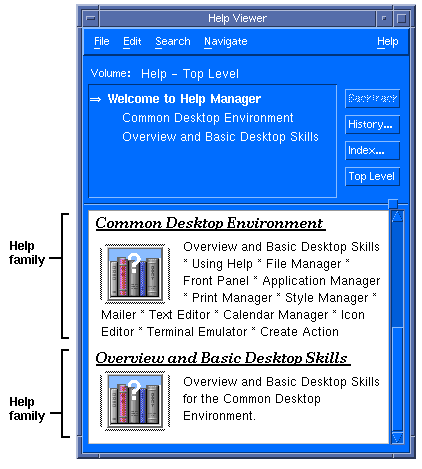 Help Viewer
File Edit Search Navigate Help
Volume: Help - Top Level
⇒ Welcome to Help Manager
Common Desktop Environment
Overview and Basic Desktop Skills
Backtrack
History...
Index...
Top Level
Help
family
Common Desktop Environment
?
Overview and Basic Desktop Skills
* Using Help * File Manager *
Front Panel * Application Manager
* Print Manager * Style Manager *
Mailer * Text Editor * Calendar Manager * Icon
Editor * Terminal Emulator * Create Action
Help
family
Overview and Basic Desktop Skills
?
Overview and Basic Desktop Skills
for the Common Desktop
Environment.